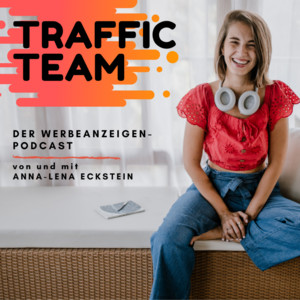 TRAFFIC
TEAM
DER WERBEANZEIGEN-
PODCAST
von und mit
ANNA-LENA ECKSTEIN